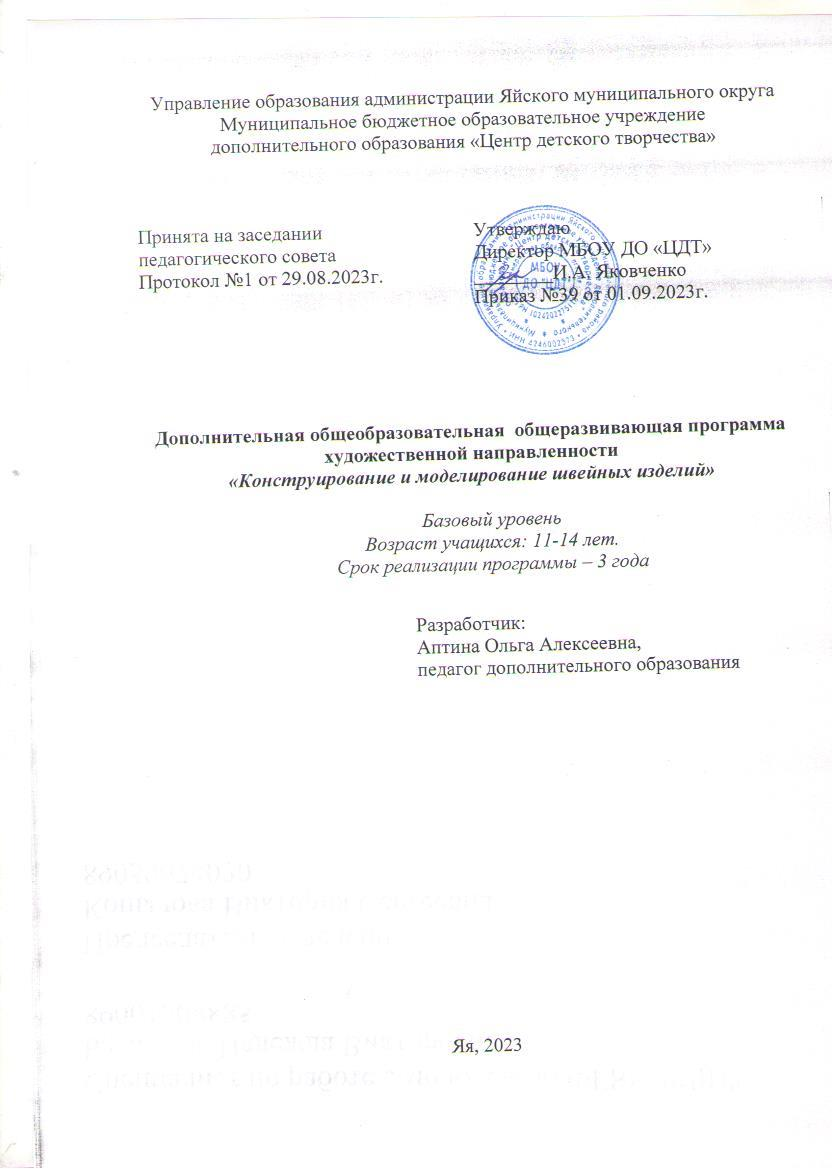 Управление образования администрации Яйского муниципального округа
Муниципальное бюджетное образовательное учреждение
дополнительного образования «Центр детского творчества»
Принята на заседании
педагогического совета
Протокол №1 от 29.08.2023г.
Утверждаю
Директор МБОУ ДО «ЦДТ»
И.А. Яковченко
Приказ №39 от 01.09.2023г.
МБОУ
ДО "ЦДТ"
Дополнительная общеобразовательная общеразвивающая программа
художественной направленности
«Конструирование и моделирование швейных изделий»
Базовый уровень
Возраст учащихся: 11-14 лет.
Срок реализации программы – 3 года
Разработчик:
Аптина Ольга Алексеевна,
педагог дополнительного образования
Яя, 2023